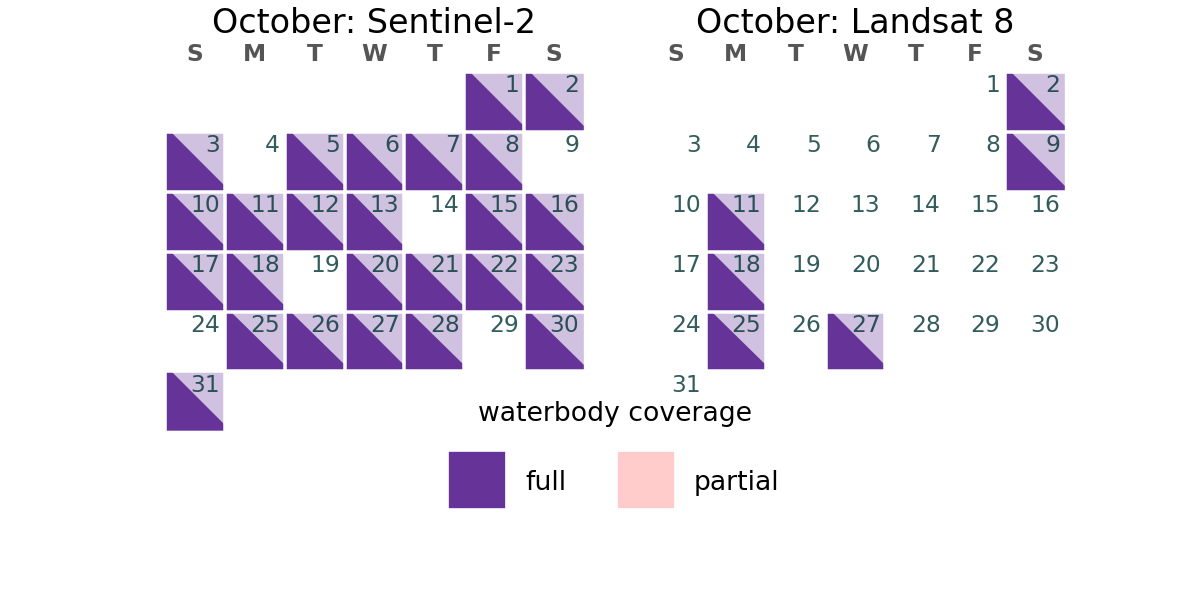 October: Sentinel-2
S M T W T F S
1 2
3 4 5 6 7 8 9
10 11 12 13 14 15 16
17 18 19 20 21 22 23
24 25 26 27 28 29 30
31
October: Landsat 8
S M T W T F S
1 2
3 4 5 6 7 8 9
10 11 12 13 14 15 16
17 18 19 20 21 22 23
24 25 26 27 28 29 30
31
waterbody coverage
full partial